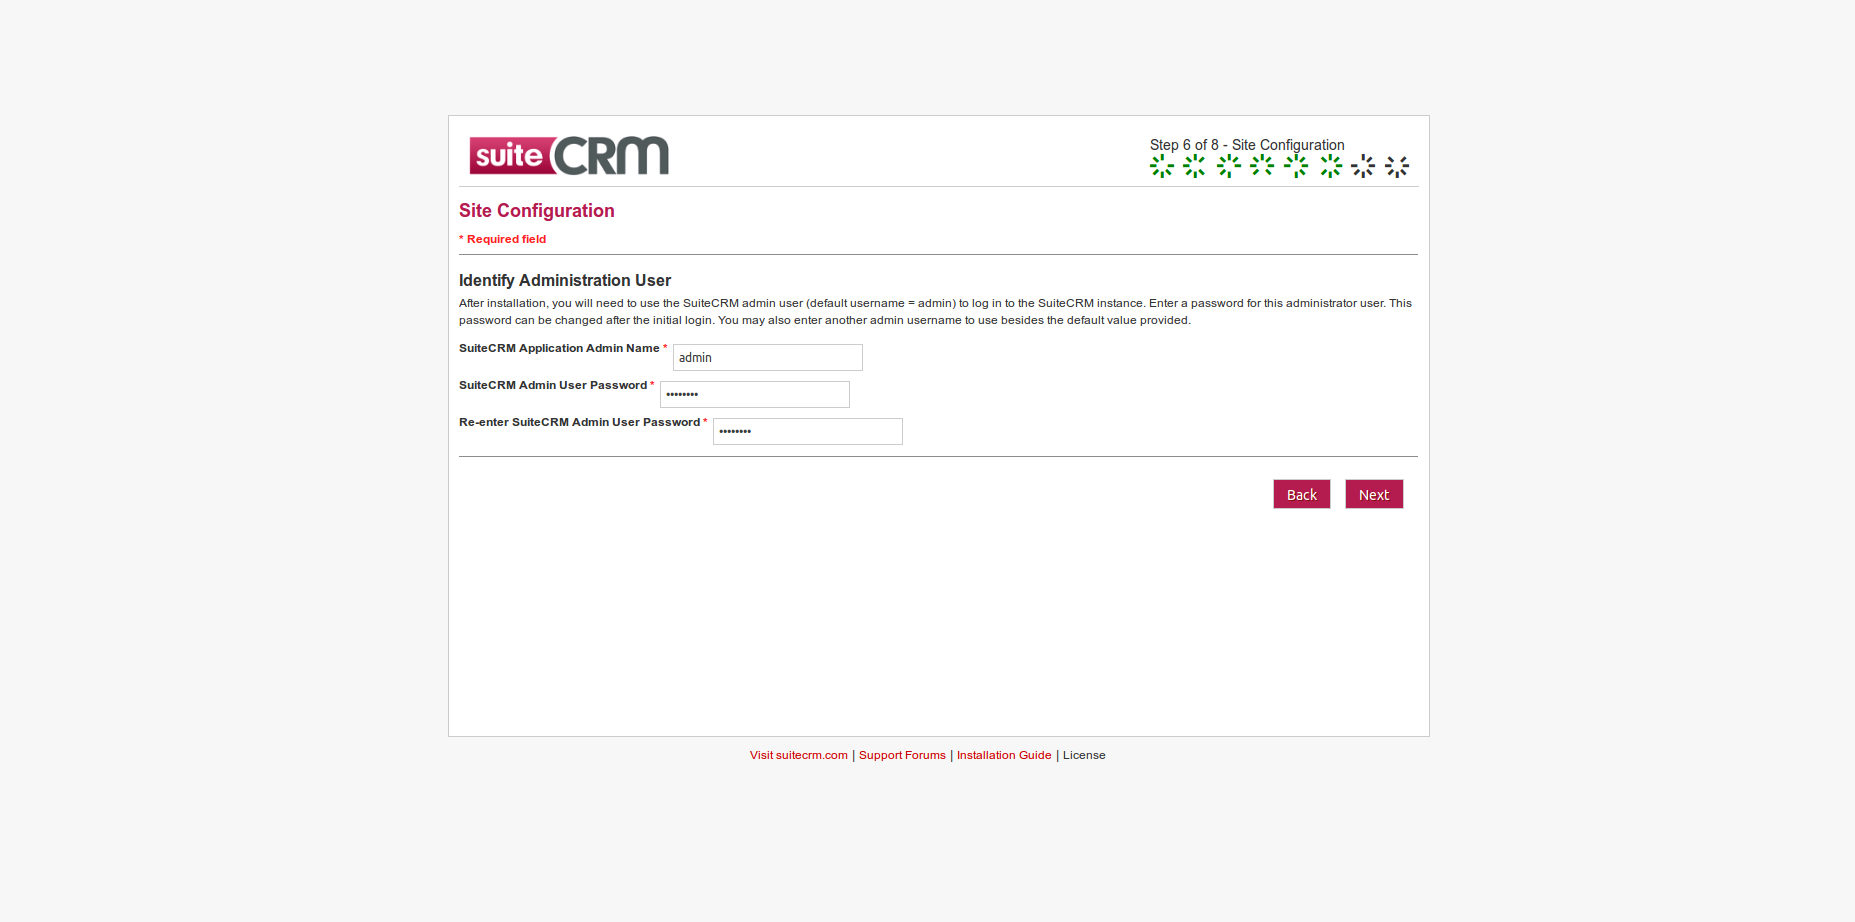 suiteCRM
Step 6 of 8 - Site Configuration
Site Configuration
* Required field
Identify Administration User
After installation, you will need to use the SuiteCRM admin user (default username = admin) to log in to the SuiteCRM instance. Enter a password for this administrator user. This
password can be changed after the initial login. You may also enter another admin username to use besides the default value provided.
SuiteCRM Application Admin Name * admin
SuiteCRM Admin User Password * ••••••••
Re-enter SuiteCRM Admin User Password * ••••••••
Back Next
Visit suitecrm.com | Support Forums | Installation Guide | License